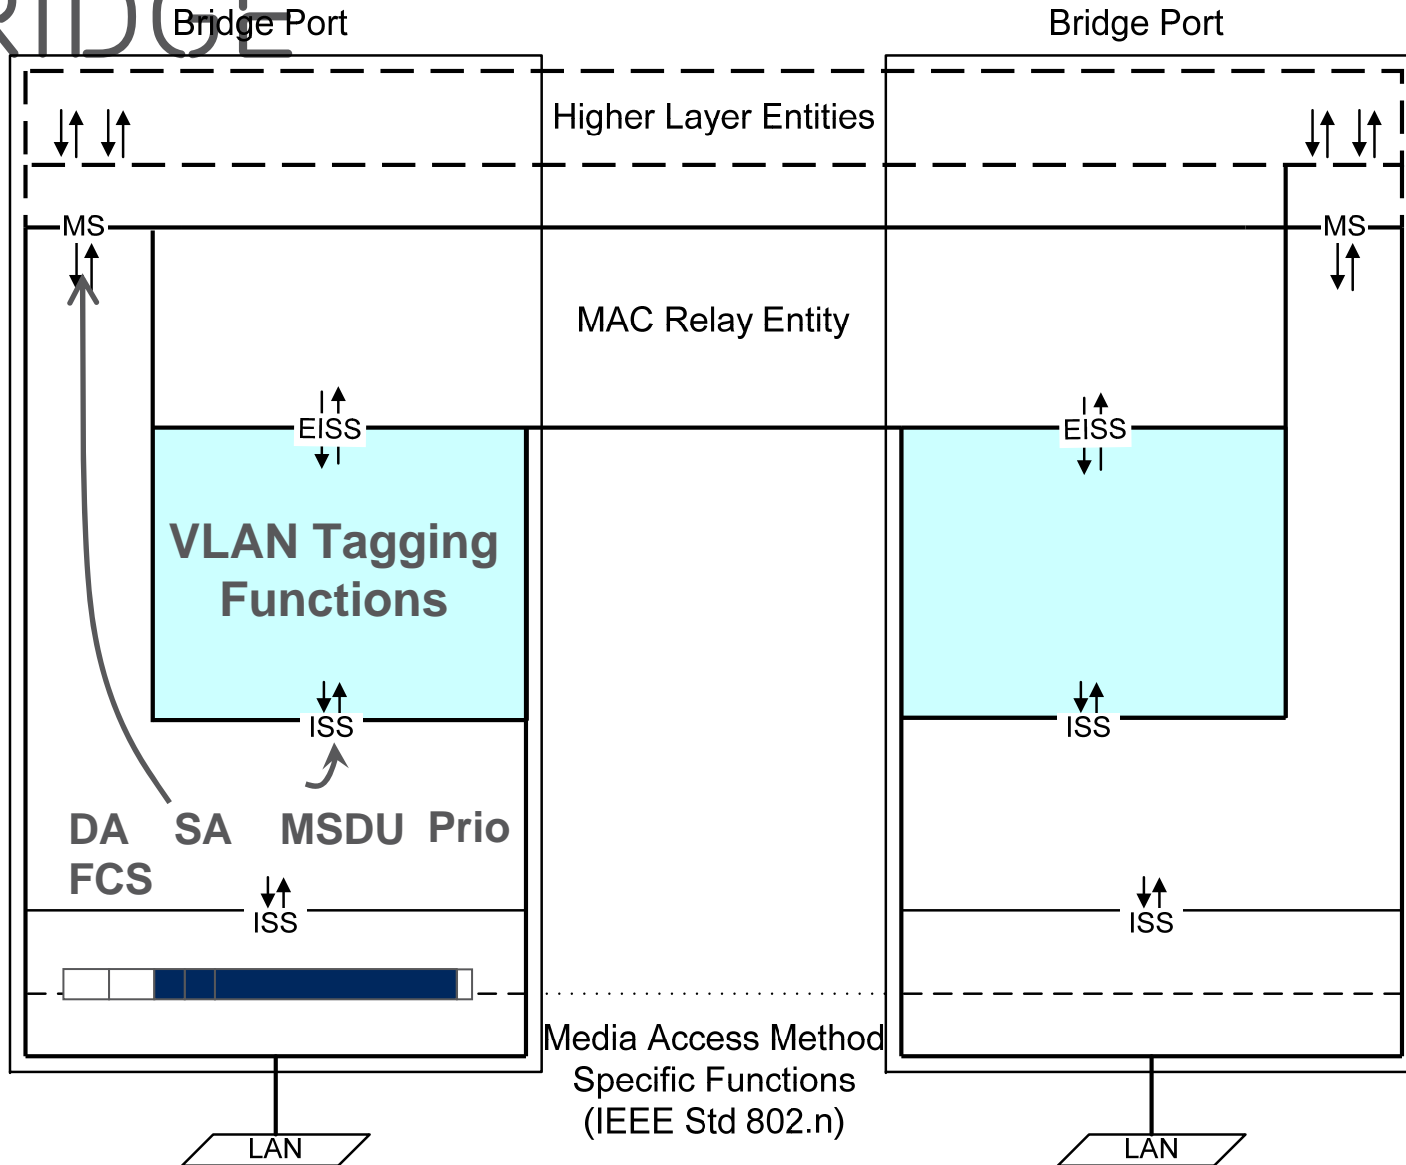 RIDGE
Bridge Port
Bridge Port
Higher Layer Entities
MS
MS
MAC Relay Entity
EISS
EISS
VLAN Tagging
Functions
ISS
ISS
DA SA MSDU Prio
FCS
ISS
ISS
Media Access Method
Specific Functions
(IEEE Std 802.n)
LAN
LAN